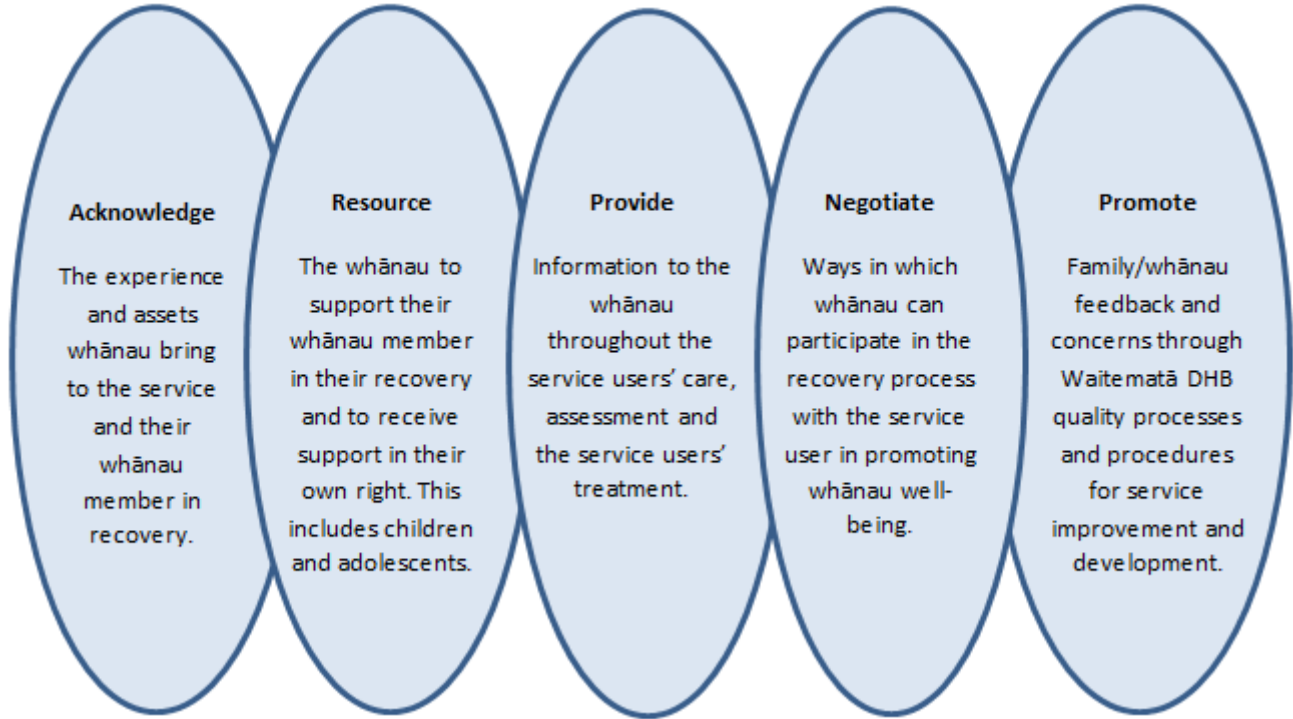 Acknowledge
The experience
and assets
whānau bring
to the service
and their
whānau
member in
recovery.
Resource
The whānau to
support their
whānau member
in their recovery
and to receive
support in their
own right. This
includes children
and adolescents.
Provide
Information to the
whānau
throughout the
service users’ care,
assessment and
the service users’
treatment.
Negotiate
Ways in which
whānau can
participate in the
recovery process
with the service
user in promoting
whānau well-
being.
Promote
Family/whānau
feedback and
concerns through
Waitematā DHB
quality processes
and procedures
for service
improvement and
development.